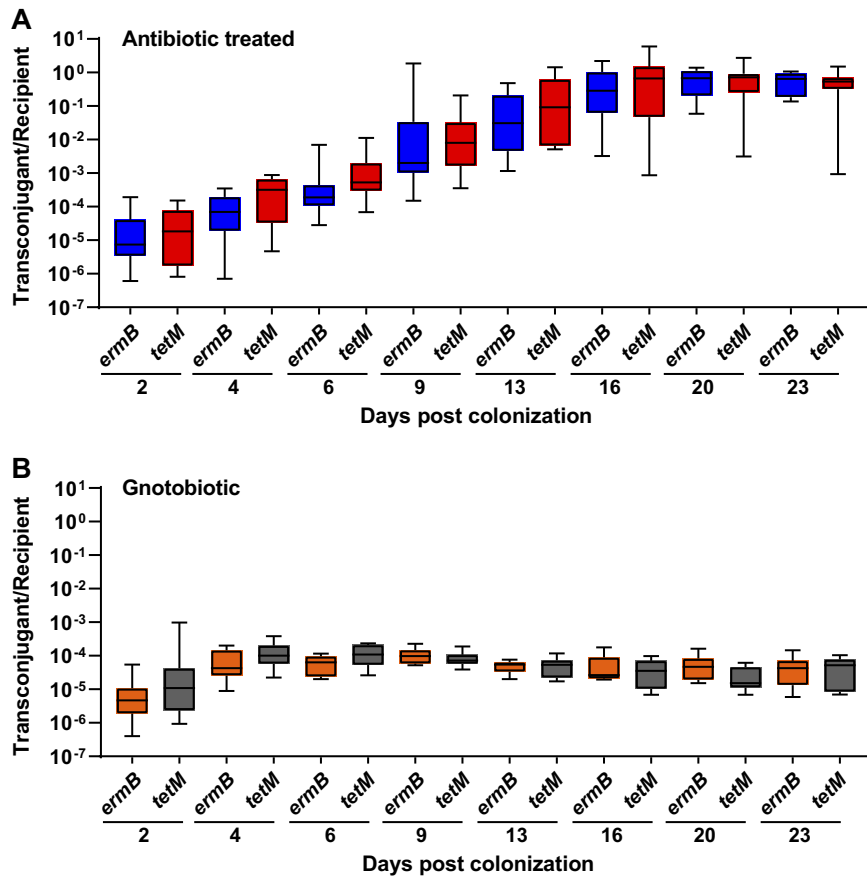 A
Antibiotic treated
Transconjugant/Recipient
10^1
10^0
10^-1
10^-2
10^-3
10^-4
10^-5
10^-6
10^-7
ermB tetM ermB tetM ermB tetM ermB tetM ermB tetM ermB tetM ermB tetM ermB tetM
2 4 6 9 13 16 20 23
Days post colonization
B
Gnotobiotic
Transconjugant/Recipient
10^1
10^0
10^-1
10^-2
10^-3
10^-4
10^-5
10^-6
10^-7
ermB tetM ermB tetM ermB tetM ermB tetM ermB tetM ermB tetM ermB tetM ermB tetM
2 4 6 9 13 16 20 23
Days post colonization